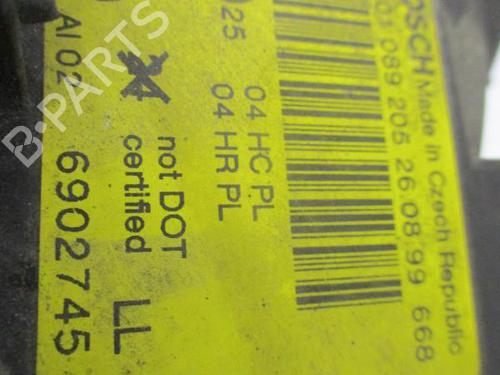 BOSCH Made in Czech Republic
01 089 205 26.08.99 668
25
04 HC PL
04 HR PL
not DOT
certified
LL
AI 02
6902745
B-PARTS